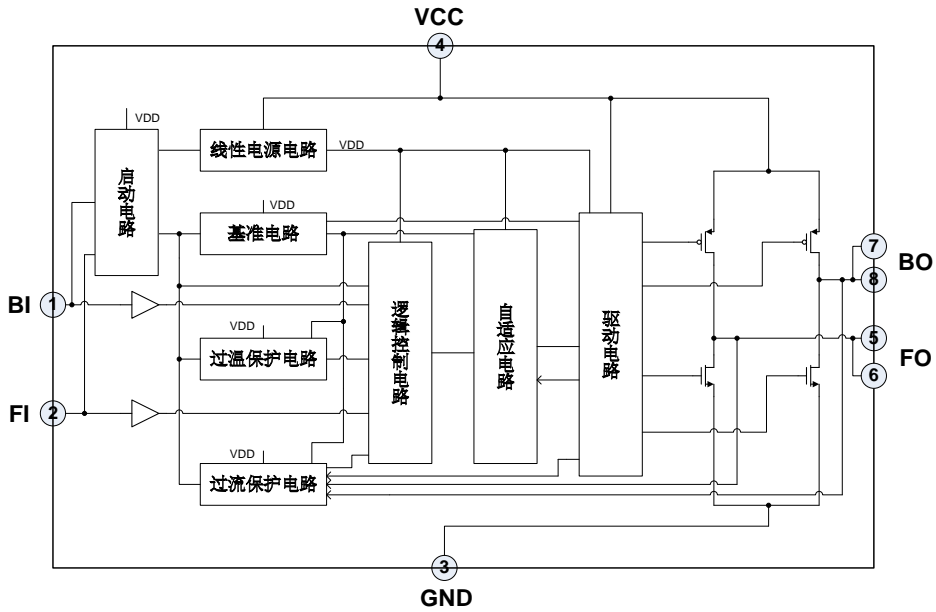 VCC
4
VDD
线性电源电路
VDD
启动电路
VDD
基准电路
7
BO
8
BI
1
逻辑控制电路
自适应电路
驱动电路
VDD
过温保护电路
5
FO
6
FI
2
VDD
过流保护电路
3
GND